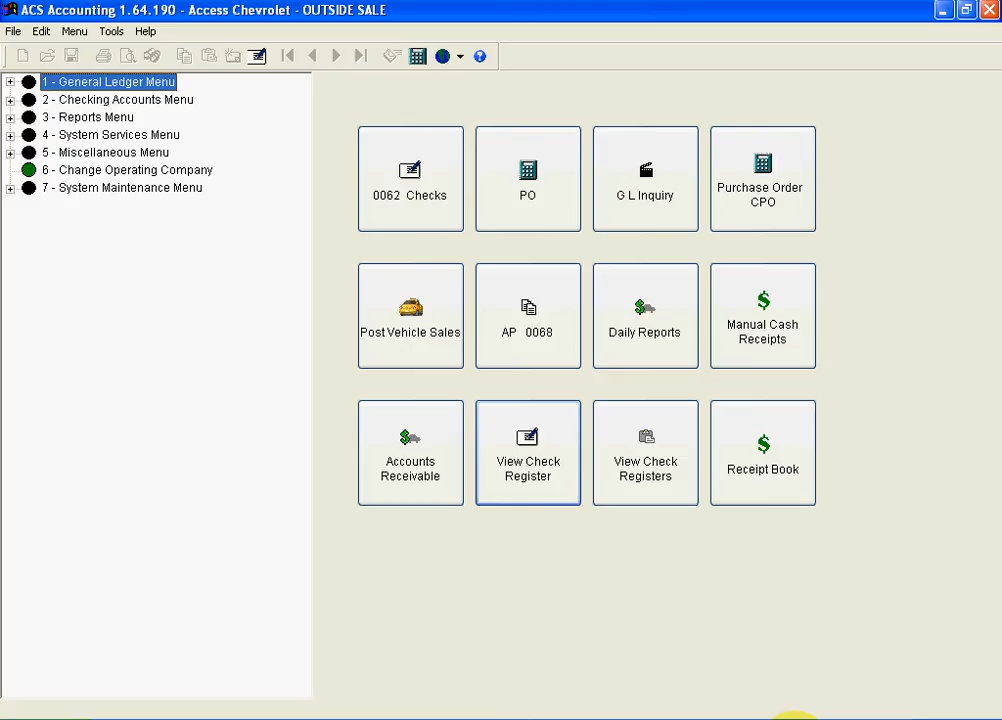 ACS Accounting 1.64.190 - Access Chevrolet - OUTSIDE SALE
File Edit Menu Tools Help
1 - General Ledger Menu
2 - Checking Accounts Menu
3 - Reports Menu
4 - System Services Menu
5 - Miscellaneous Menu
6 - Change Operating Company
7 - System Maintenance Menu
0062 Checks
PO
G L Inquiry
Purchase Order
CPO
Post Vehicle Sales
AP 0068
Daily Reports
Manual Cash
Receipts
Accounts
Receivable
View Check
Register
View Check
Registers
Receipt Book